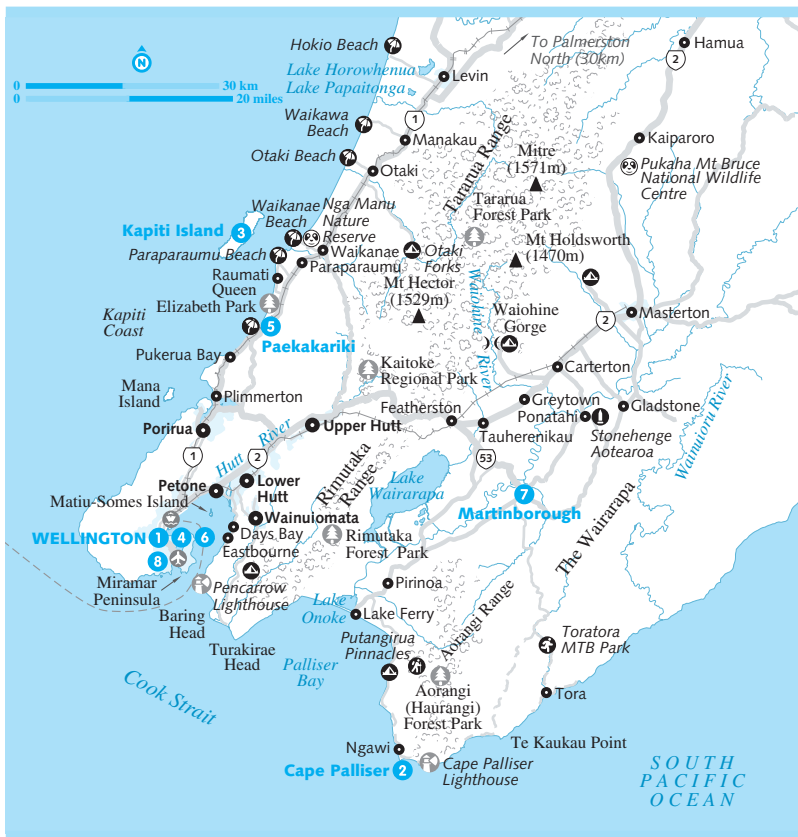 Hokio Beach
To Palmerston
North (30km)
Hamua
2
N
Lake Horowhenua
Lake Papaitonga
Levin
0 30 km
0 20 miles
Waikawa
Beach
1
Manakau
Kaiparoro
Otaki Beach
Otaki
Tararua Range
Mitre
(1571m)
Pukaha Mt Bruce
National Wildlife
Centre
Tararua
Forest Park
Waikanae
Beach
Nga Manu
Nature
Reserve
Kapiti Island 3
Waikanae
Otaki
Forks
Mt Holdsworth
(1470m)
Paraparaumu Beach
Paraparaumu
Raumati
Queen
Elizabeth Park
Mt Hector
(1529m)
Waiohine
River
Waiohine
Gorge
2
Masterton
Kapiti
Coast
5
Paekakariki
Pukerua Bay
Kaitoke
Regional Park
Carterton
Mana
Island
Plimmerton
Featherston
Greytown
Ponatahi
Gladstone
Wainuioru River
Porirua
Hutt River
Upper Hutt
Tauherenikau
Stonehenge
Aotearoa
1
2
53
Rimutaka
Range
Lake
Wairarapa
Petone
Lower
Hutt
7
Martinborough
Matiu-Somes Island
Wainuiomata
The Wairarapa
WELLINGTON 1 4 6
8
Days Bay
Eastbourne
Rimutaka
Forest Park
Miramar
Peninsula
Pencarrow
Lighthouse
Pirinoa
Baring
Head
Lake
Onoke
Lake Ferry
Aorangi Range
Turakirae
Head
Putangirua
Pinnacles
Toratora
MTB Park
Palliser
Bay
Cook Strait
Aorangi
(Haurangi)
Forest Park
Tora
Ngawi
Te Kaukau Point
Cape Palliser 2
Cape Palliser
Lighthouse
SOUTH
PACIFIC
OCEAN